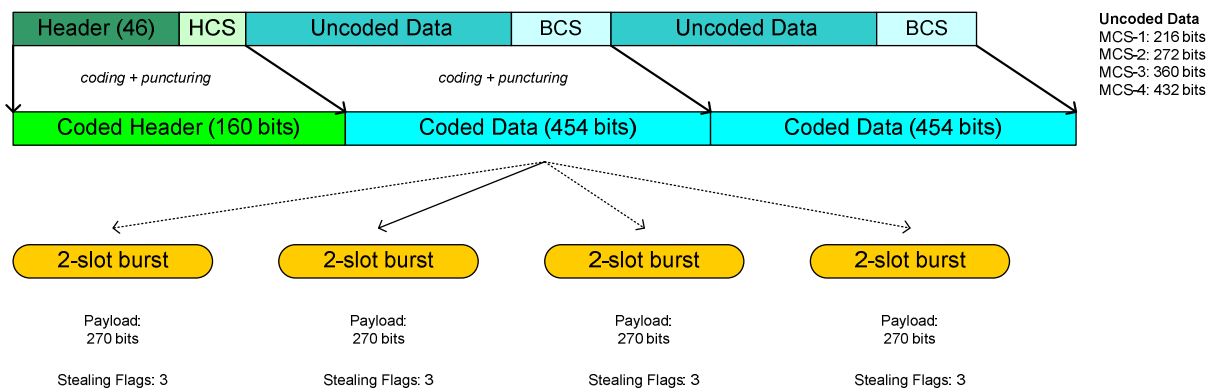 Header (46) HCS Uncoded Data BCS Uncoded Data BCS
Uncoded Data
MCS-1: 216 bits
MCS-2: 272 bits
MCS-3: 360 bits
MCS-4: 432 bits
coding + puncturing coding + puncturing
Coded Header (160 bits) Coded Data (454 bits) Coded Data (454 bits)
2-slot burst 2-slot burst 2-slot burst 2-slot burst
Payload: Payload: Payload: Payload:
270 bits 270 bits 270 bits 270 bits
Stealing Flags: 3 Stealing Flags: 3 Stealing Flags: 3 Stealing Flags: 3